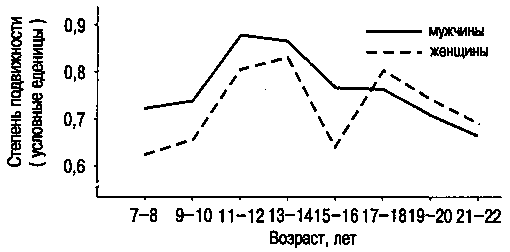 Степень подвижности
( условные еденицы )
0,9
0,8
0,7
0,6
мужчины
женщины
7–8 9–10 11–12 13–14 15–16 17–18 19–20 21–22
Возраст, лет